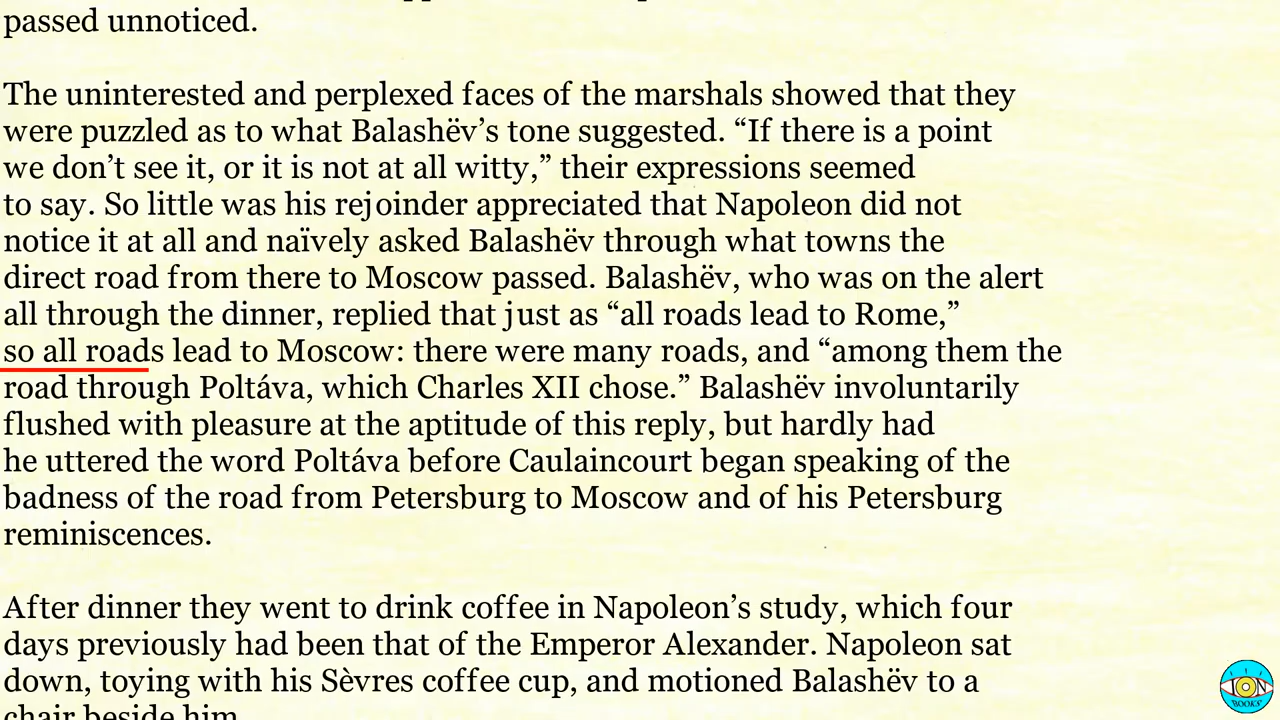 passed unnoticed.
The uninterested and perplexed faces of the marshals showed that they
were puzzled as to what Balashëv’s tone suggested. “If there is a point
we don’t see it, or it is not at all witty,” their expressions seemed
to say. So little was his rejoinder appreciated that Napoleon did not
notice it at all and naïvely asked Balashëv through what towns the
direct road from there to Moscow passed. Balashëv, who was on the alert
all through the dinner, replied that just as “all roads lead to Rome,”
so all roads lead to Moscow: there were many roads, and “among them the
road through Poltáva, which Charles XII chose.” Balashëv involuntarily
flushed with pleasure at the aptitude of this reply, but hardly had
he uttered the word Poltáva before Caulaincourt began speaking of the
badness of the road from Petersburg to Moscow and of his Petersburg
reminiscences.
After dinner they went to drink coffee in Napoleon’s study, which four
days previously had been that of the Emperor Alexander. Napoleon sat
down, toying with his Sèvres coffee cup, and motioned Balashëv to a
chair beside him
ION
BOOKS